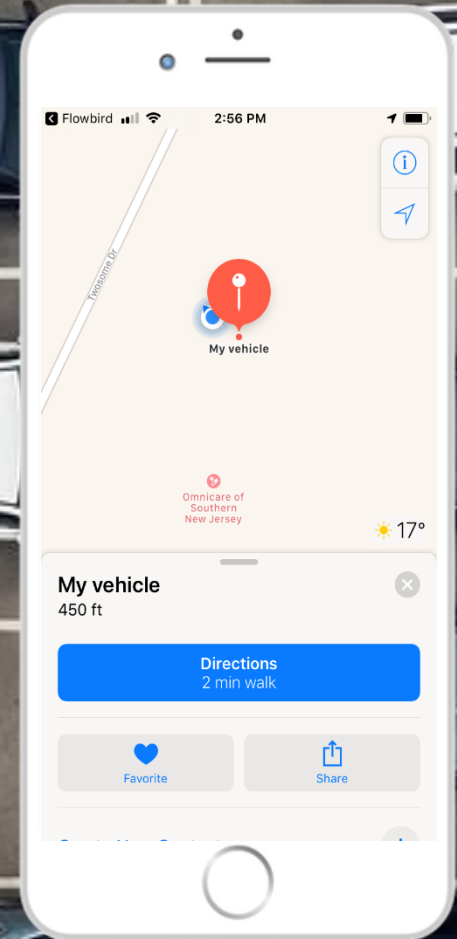 Flowbird 2:56 PM
Twosome Dr
My vehicle
Omnicare of
Southern
New Jersey
17°
My vehicle
450 ft
Directions
2 min walk
Favorite Share